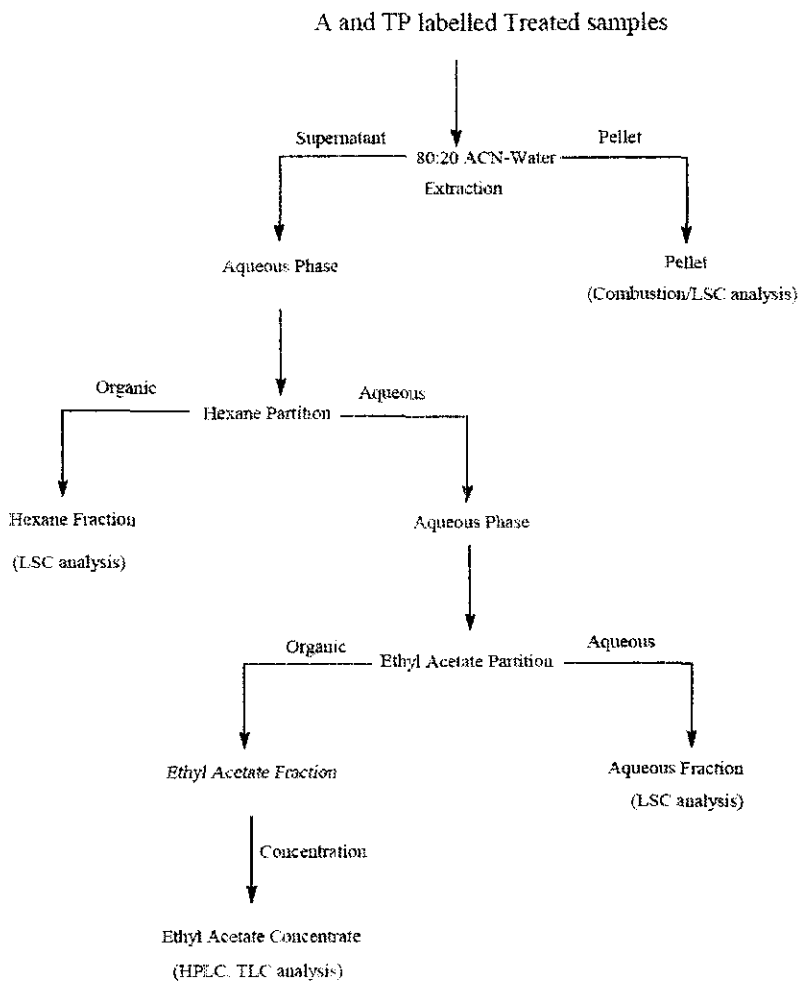 A and TP labelled Treated samples
Supernatant
Pellet
80:20 ACN-Water
Extraction
Aqueous Phase
Pellet
(Combustion/LSC analysis)
Organic
Aqueous
Hexane Partition
Hexane Fraction
(LSC analysis)
Aqueous Phase
Organic
Aqueous
Ethyl Acetate Partition
Ethyl Acetate Fraction
Aqueous Fraction
(LSC analysis)
Concentration
Ethyl Acetate Concentrate
(HPLC, TLC analysis)